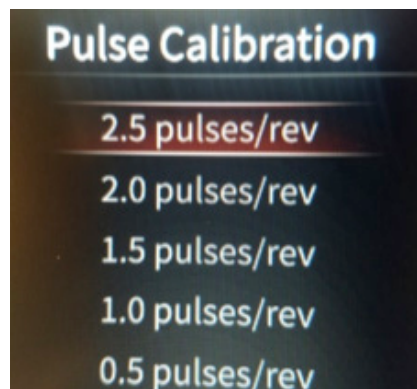 Pulse Calibration
2.5 pulses/rev
2.0 pulses/rev
1.5 pulses/rev
1.0 pulses/rev
0.5 pulses/rev